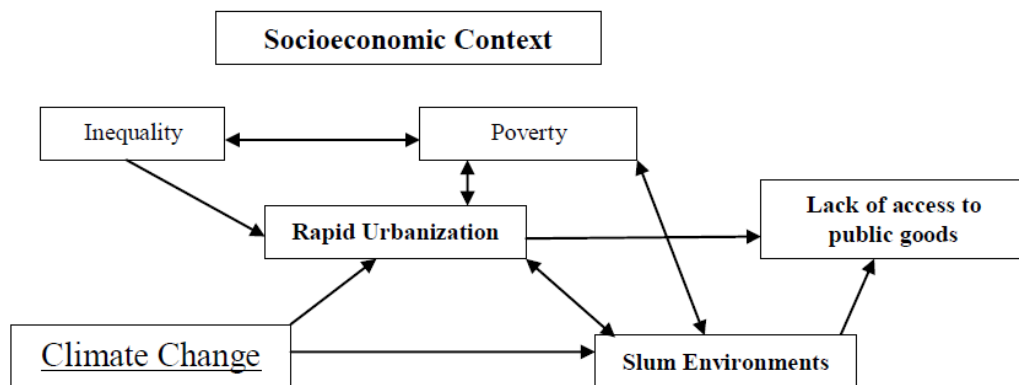 Socioeconomic Context
Inequality
Poverty
Lack of access to
public goods
Rapid Urbanization
Climate Change
Slum Environments